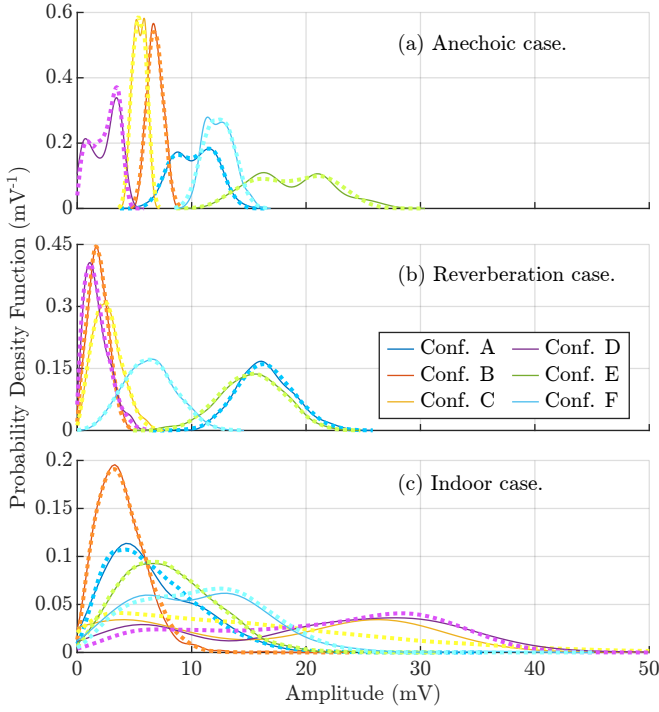 Probability Density Function (mV-1)
0.6
0.4
0.2
0
(a) Anechoic case.
0.45
0.3
0.15
0
(b) Reverberation case.
Conf. A
Conf. B
Conf. C
Conf. D
Conf. E
Conf. F
0.2
0.15
0.1
0.05
0
(c) Indoor case.
0 10 20 30 40 50
Amplitude (mV)